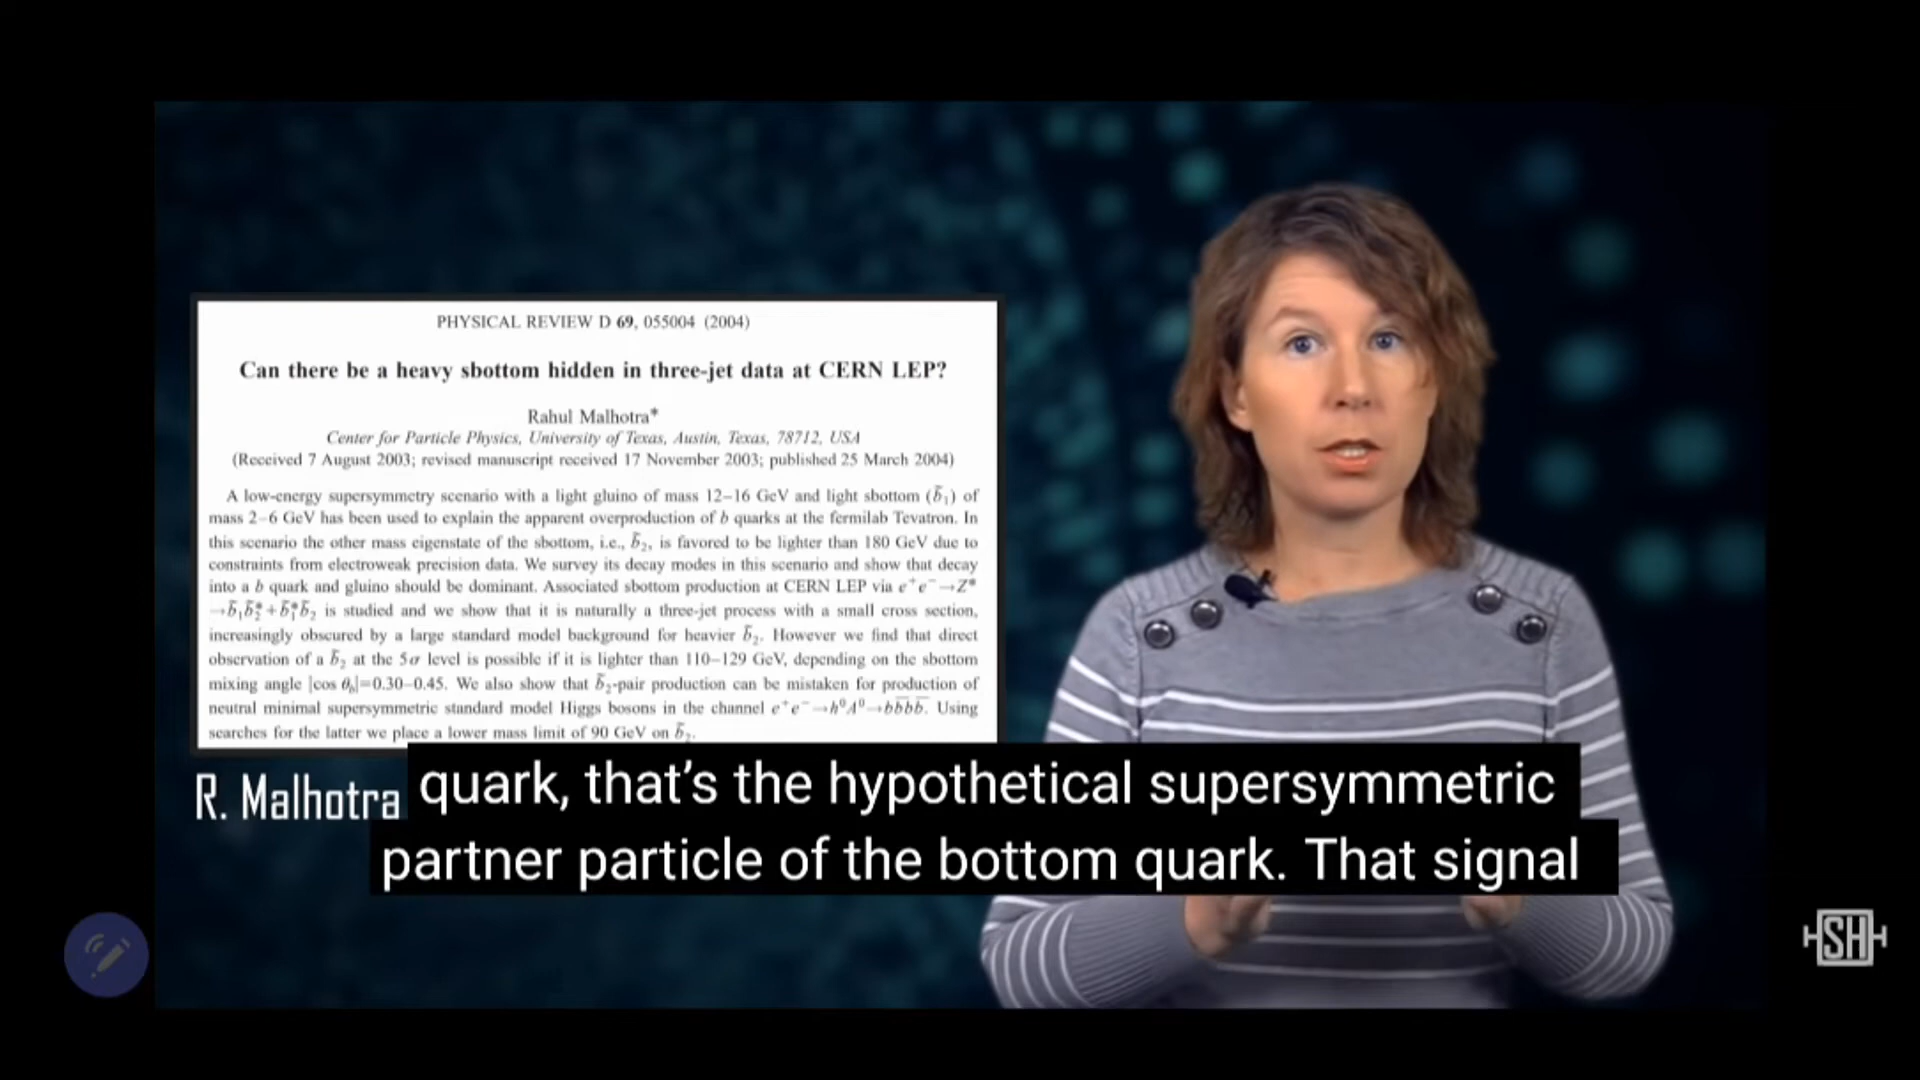 PHYSICAL REVIEW D 69, 055004 (2004)
Can there be a heavy sbottom hidden in three-jet data at CERN LEP?
Rahul Malhotra*
Center for Particle Physics, University of Texas, Austin, Texas, 78712, USA
(Received 7 August 2003; revised manuscript received 17 November 2003; published 25 March 2004)
A low-energy supersymmetry scenario with a light gluino of mass 12–16 GeV and light sbottom (b̃₁) of
mass 2–6 GeV has been used to explain the apparent overproduction of b quarks at the fermilab Tevatron. In
this scenario the other mass eigenstate of the sbottom, i.e., b̃₂, is favored to be lighter than 180 GeV due to
constraints from electroweak precision data. We survey its decay modes in this scenario and show that decay
into a b quark and gluino should be dominant. Associated sbottom production at CERN LEP via e⁺e⁻→Z*
→b̃₁b̃₂*+b̃₁*b̃₂ is studied and we show that it is naturally a three-jet process with a small cross section,
increasingly obscured by a large standard model background for heavier b̃₂. However we find that direct
observation of a b̃₂ at the 5σ level is possible if it is lighter than 110–129 GeV, depending on the sbottom
mixing angle |cos θb|=0.30–0.45. We also show that b̃₂-pair production can be mistaken for production of
neutral minimal supersymmetric standard model Higgs bosons in the channel e⁺e⁻→h⁰A⁰→bb̄bb̄. Using
searches for the latter we place a lower mass limit of 90 GeV on b̃₂.
R. Malhotra
quark, that's the hypothetical supersymmetric
partner particle of the bottom quark. That signal
SH